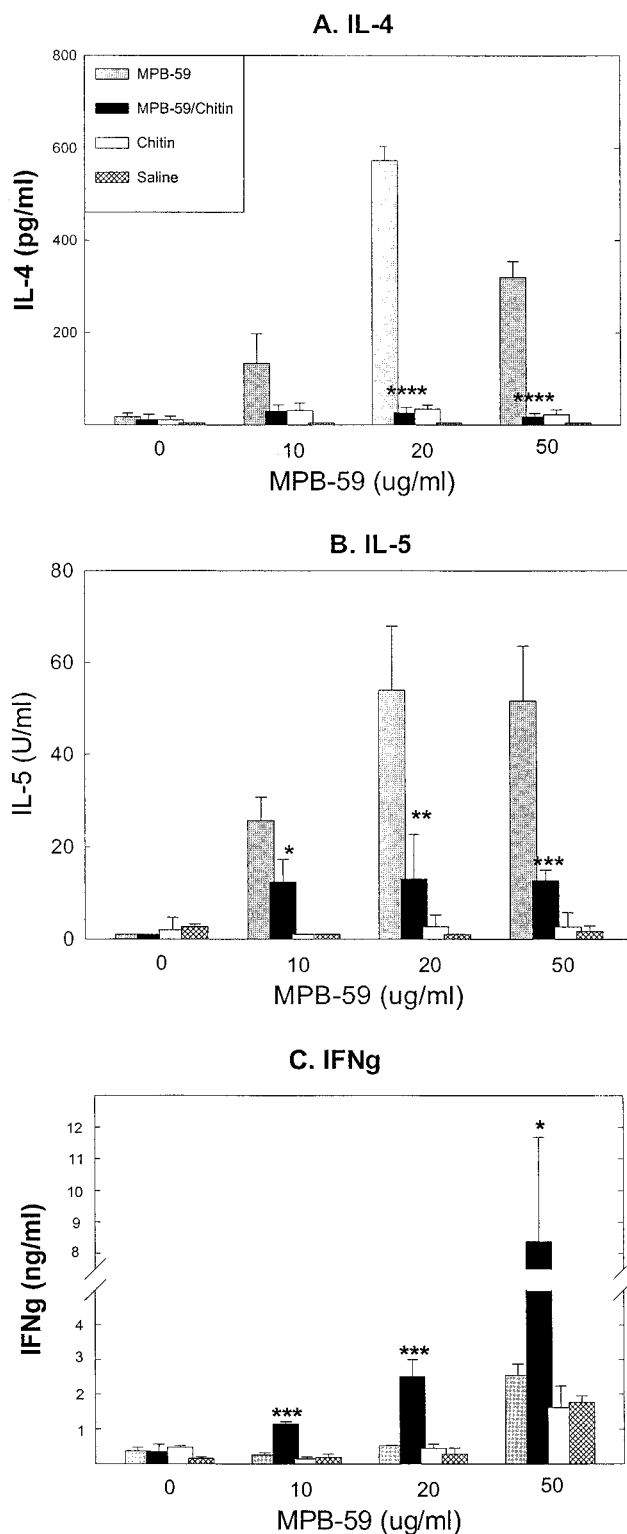 A. IL-4
800
MPB-59
MPB-59/Chitin
Chitin
Saline
600
400
200
IL-4 (pg/ml)
****
****
0 10 20 50
MPB-59 (ug/ml)
B. IL-5
80
60
40
20
0
IL-5 (U/ml)
*
**
***
0 10 20 50
MPB-59 (ug/ml)
C. IFNg
12
11
10
9
8
4
3
2
1
IFNg (ng/ml)
***
***
*
0 10 20 50
MPB-59 (ug/ml)